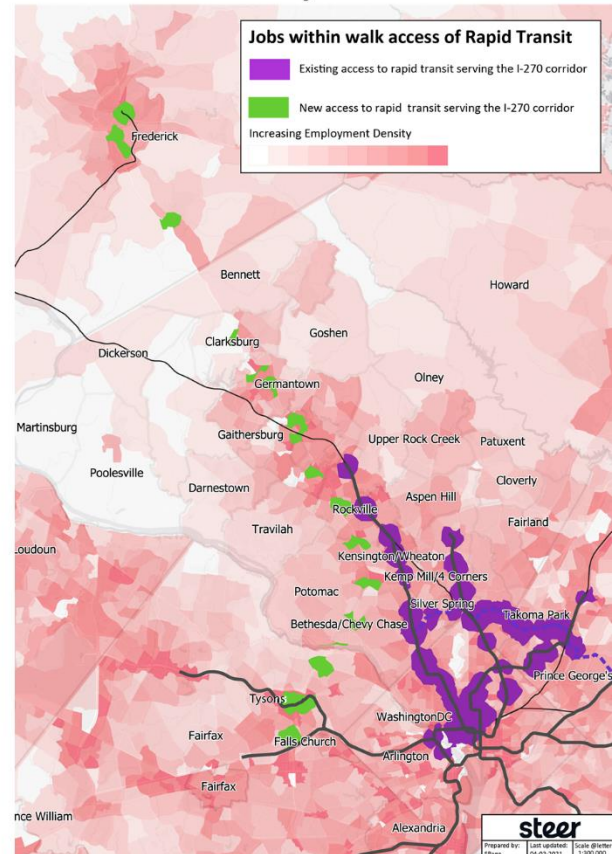 Jobs within walk access of Rapid Transit
Existing access to rapid transit serving the I-270 corridor
New access to rapid transit serving the I-270 corridor
Increasing Employment Density
Frederick
Bennett
Howard
Clarksburg
Goshen
Dickerson
Germantown
Olney
Martinsburg
Gaithersburg
Upper Rock Creek
Patuxent
Poolesville
Darnestown
Aspen Hill
Cloverly
Rockville
Travilah
Fairland
Loudoun
Kensington/Wheaton
Kemp Mill/4 Corners
Potomac
Silver Spring
Takoma Park
Bethesda/Chevy Chase
Prince George's
Tysons
WashingtonDC
Fairfax
Falls Church
Arlington
Fairfax
nce William
Alexandria
steer
Prepared by:
Last updated:
Scale @letter